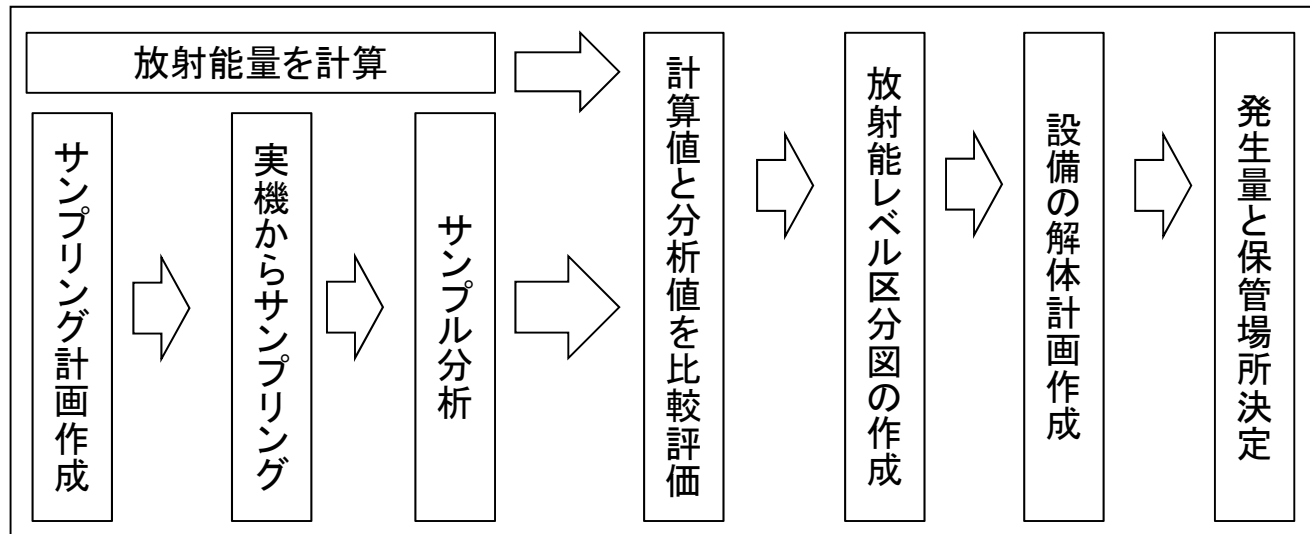 放射能量を計算
サンプリング計画作成
実機からサンプリング
サンプル分析
計算値と分析値を比較評価
放射能レベル区分図の作成
設備の解体計画作成
発生量と保管場所決定